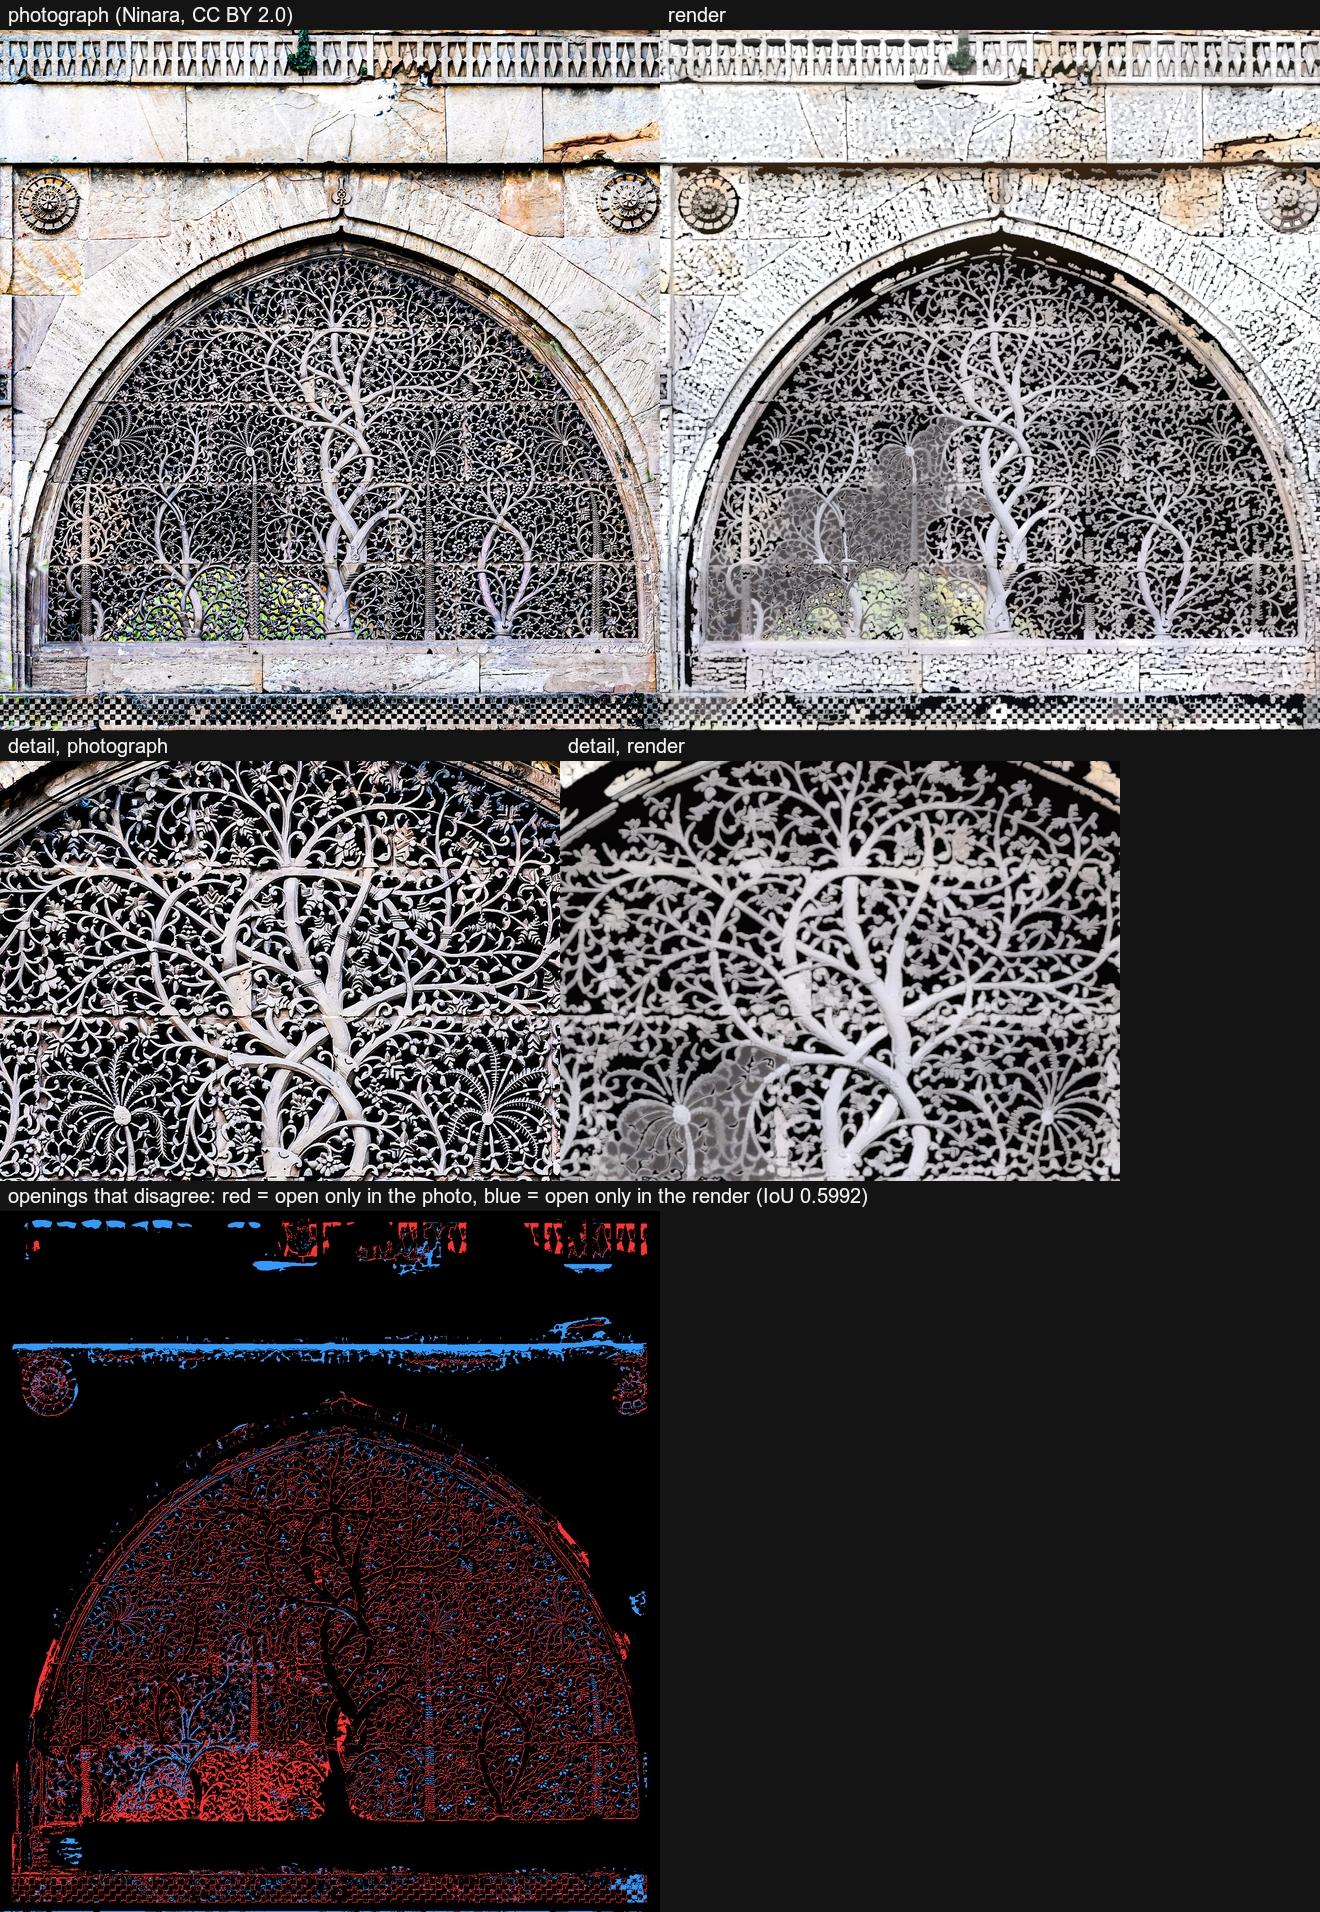 photograph (Ninara, CC BY 2.0)
render
detail, photograph
detail, render
openings that disagree: red = open only in the photo, blue = open only in the render (IoU 0.5992)